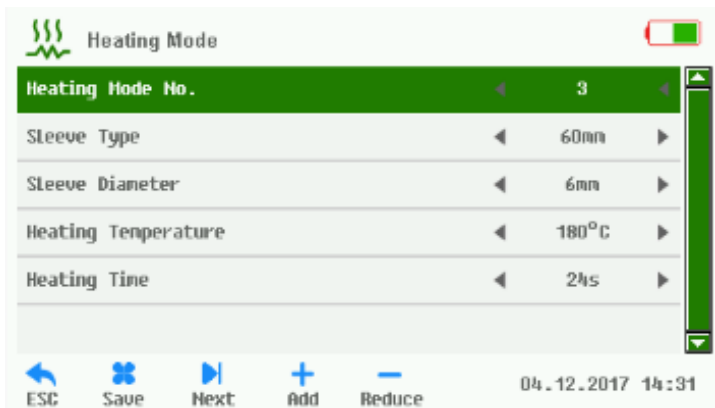 Heating Mode
Heating Mode No. 3
Sleeve Type 60mm
Sleeve Diameter 6mm
Heating Temperature 180°C
Heating Time 24s
ESC Save Next Add Reduce 04.12.2017 14:31